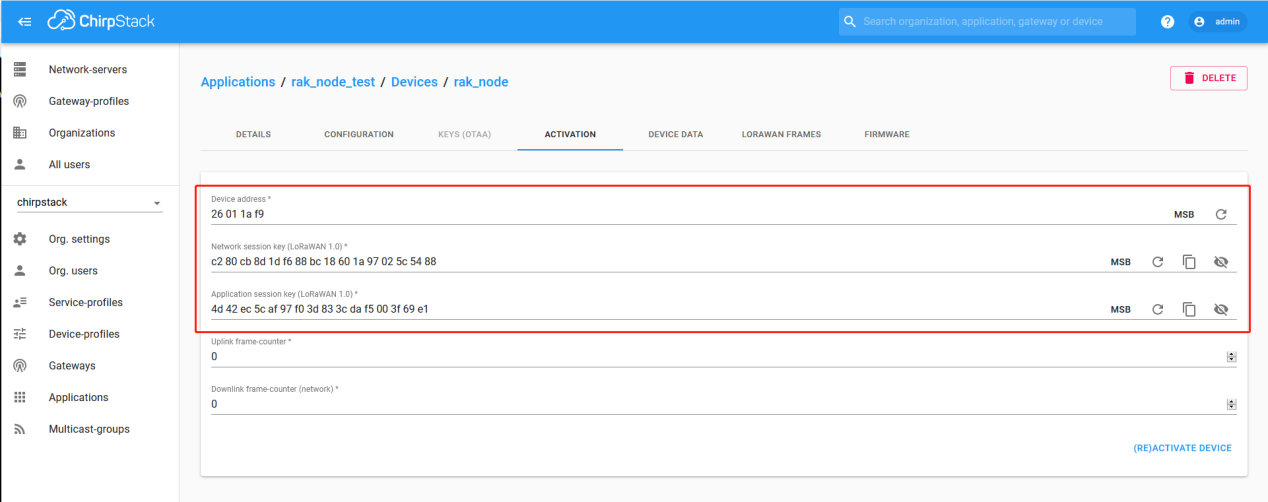 ChirpStack
Search organization, application, gateway or device
? admin
Network-servers
Gateway-profiles
Organizations
All users
chirpstack
Org. settings
Org. users
Service-profiles
Device-profiles
Gateways
Applications
Multicast-groups
Applications / rak_node_test / Devices / rak_node
DELETE
DETAILS CONFIGURATION KEYS (OTAA) ACTIVATION DEVICE DATA LORAWAN FRAMES FIRMWARE
Device address *
26 01 1a f9 MSB
Network session key (LoRaWAN 1.0) *
c2 80 cb 8d 1d f6 88 bc 18 60 1a 97 02 5c 54 88 MSB
Application session key (LoRaWAN 1.0) *
4d 42 ec 5c af 97 f0 3d 83 3c da f5 00 3f 69 e1 MSB
Uplink frame-counter *
0
Downlink frame-counter (network) *
0
(RE)ACTIVATE DEVICE